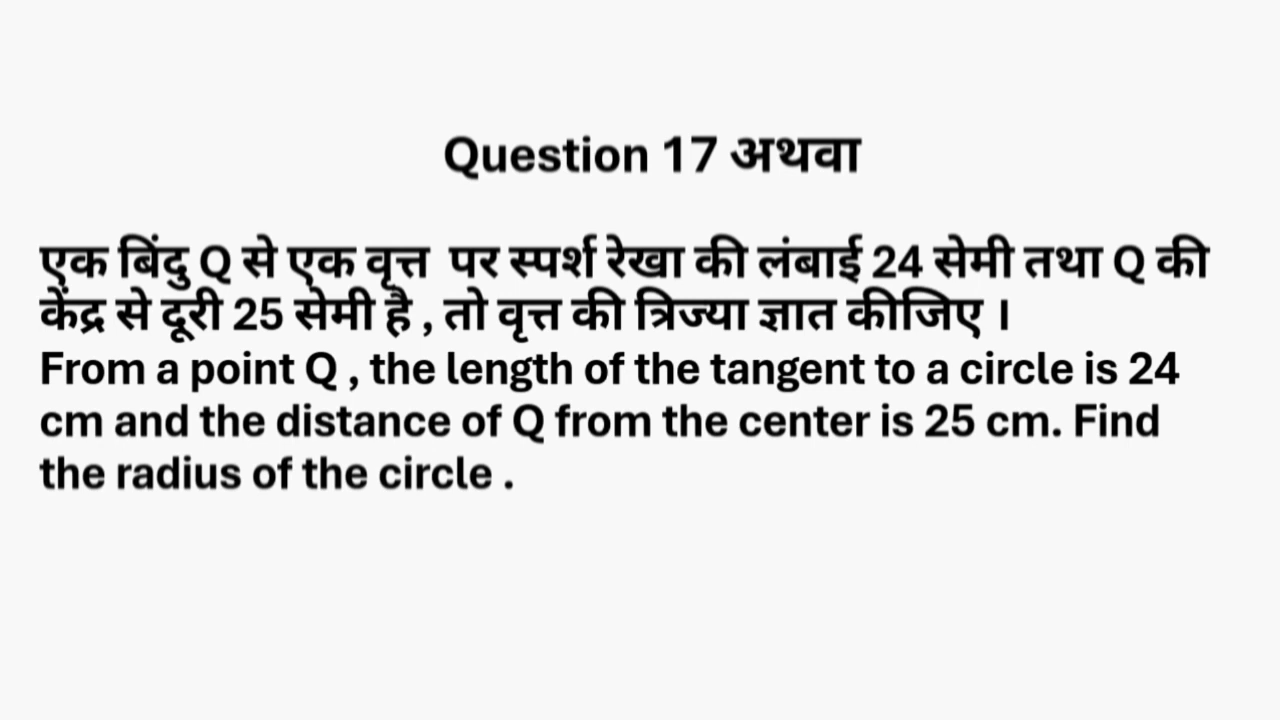 Question 17 अथवा
एक बिंदु Q से एक वृत्त पर स्पर्श रेखा की लंबाई 24 सेमी तथा Q की
केंद्र से दूरी 25 सेमी है , तो वृत्त की त्रिज्या ज्ञात कीजिए ।
From a point Q , the length of the tangent to a circle is 24
cm and the distance of Q from the center is 25 cm. Find
the radius of the circle .